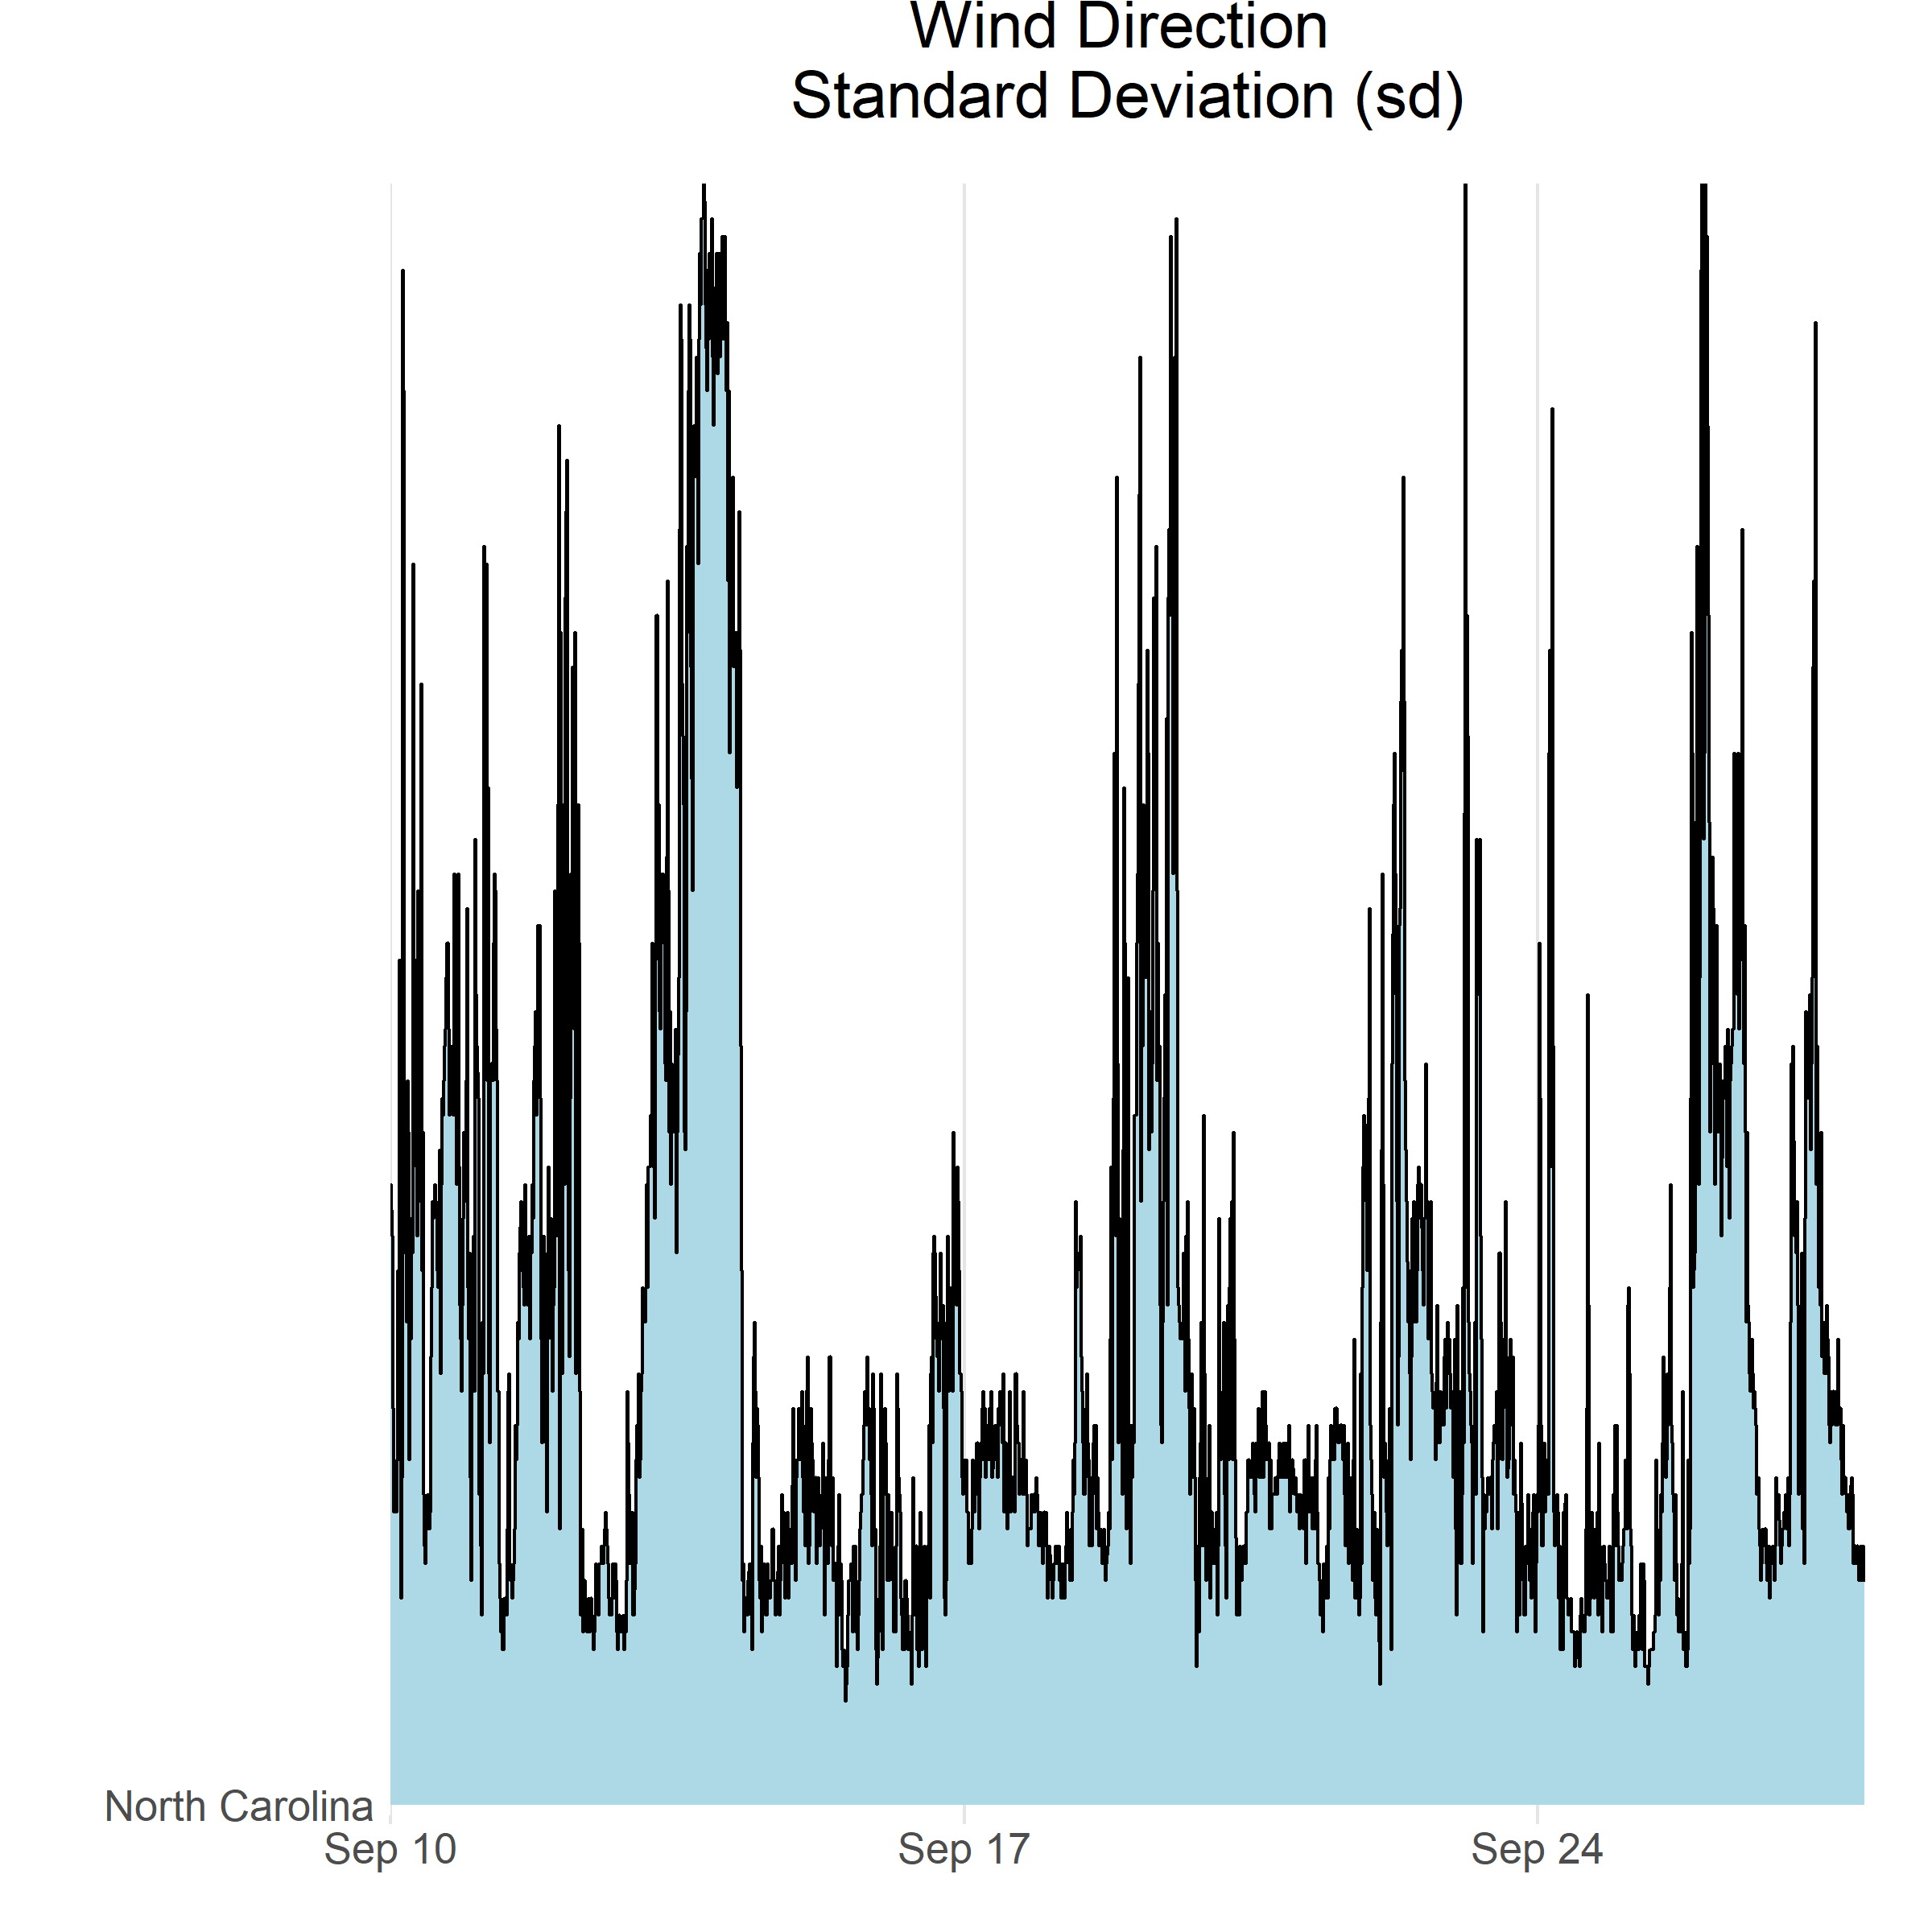 Wind Direction
Standard Deviation (sd)
North Carolina
Sep 10
Sep 17
Sep 24